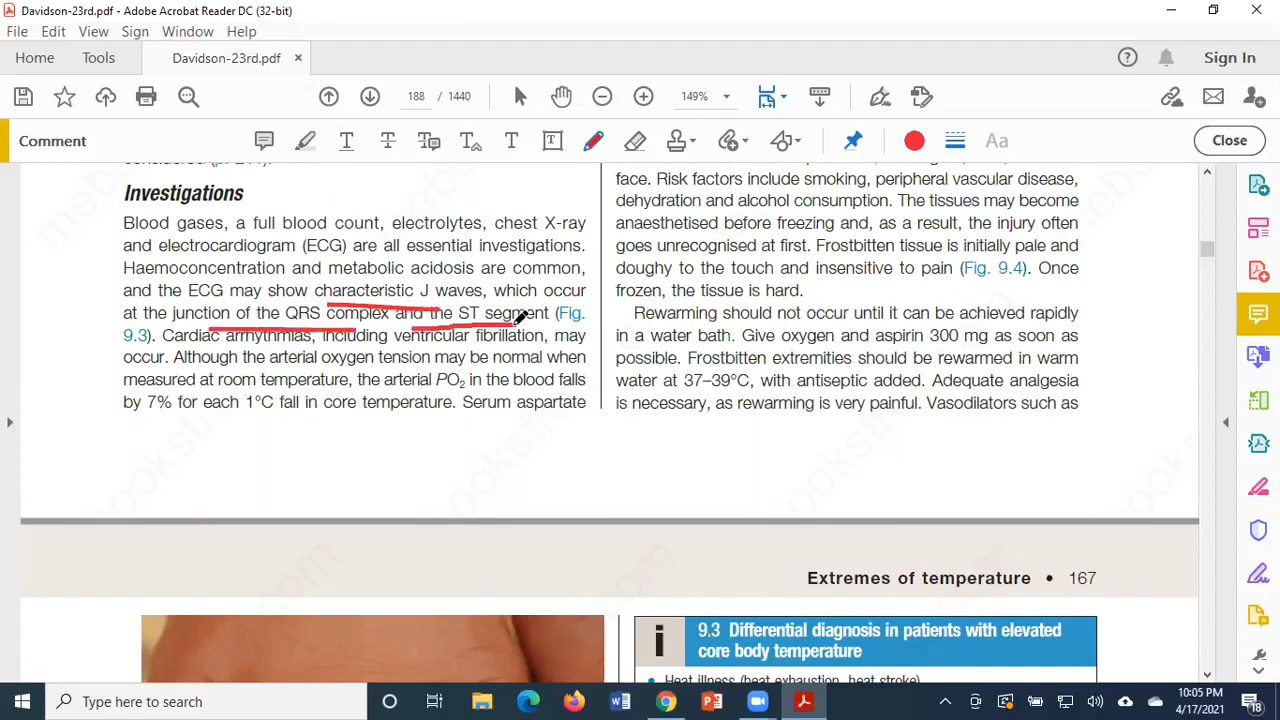 Davidson-23rd.pdf - Adobe Acrobat Reader DC (32-bit)
File Edit View Sign Window Help
Home Tools Davidson-23rd.pdf × Sign In
188 / 1440 149%
Comment Aa Close
Investigations
Blood gases, a full blood count, electrolytes, chest X-ray
and electrocardiogram (ECG) are all essential investigations.
Haemoconcentration and metabolic acidosis are common,
and the ECG may show characteristic J waves, which occur
at the junction of the QRS complex and the ST segment (Fig.
9.3). Cardiac arrhythmias, including ventricular fibrillation, may
occur. Although the arterial oxygen tension may be normal when
measured at room temperature, the arterial PO2 in the blood falls
by 7% for each 1°C fall in core temperature. Serum aspartate
face. Risk factors include smoking, peripheral vascular disease,
dehydration and alcohol consumption. The tissues may become
anaesthetised before freezing and, as a result, the injury often
goes unrecognised at first. Frostbitten tissue is initially pale and
doughy to the touch and insensitive to pain (Fig. 9.4). Once
frozen, the tissue is hard.
Rewarming should not occur until it can be achieved rapidly
in a water bath. Give oxygen and aspirin 300 mg as soon as
possible. Frostbitten extremities should be rewarmed in warm
water at 37–39°C, with antiseptic added. Adequate analgesia
is necessary, as rewarming is very painful. Vasodilators such as
Extremes of temperature • 167
i 9.3 Differential diagnosis in patients with elevated
core body temperature
• Heat illness (heat exhaustion, heat stroke)
Type here to search
10:05 PM
4/17/2021
18